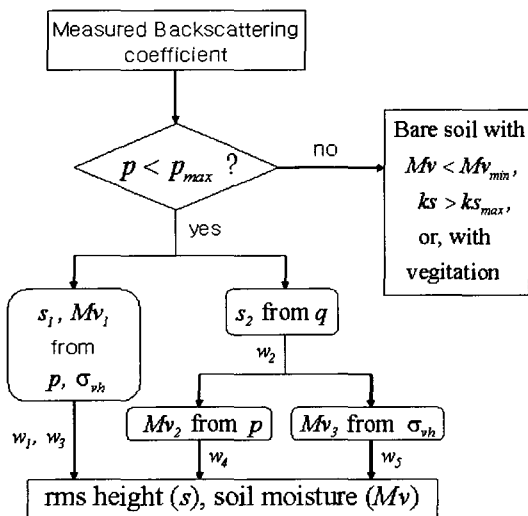 Measured Backscattering
coefficient
p < p_max ?
no
Bare soil with
Mv < Mv_min,
ks > ks_max,
or, with
vegitation
yes
s_1, Mv_1
from
p, σ_vh
s_2 from q
w_2
Mv_2 from p
Mv_3 from σ_vh
w_1, w_3
w_4
w_5
rms height (s), soil moisture (Mv)